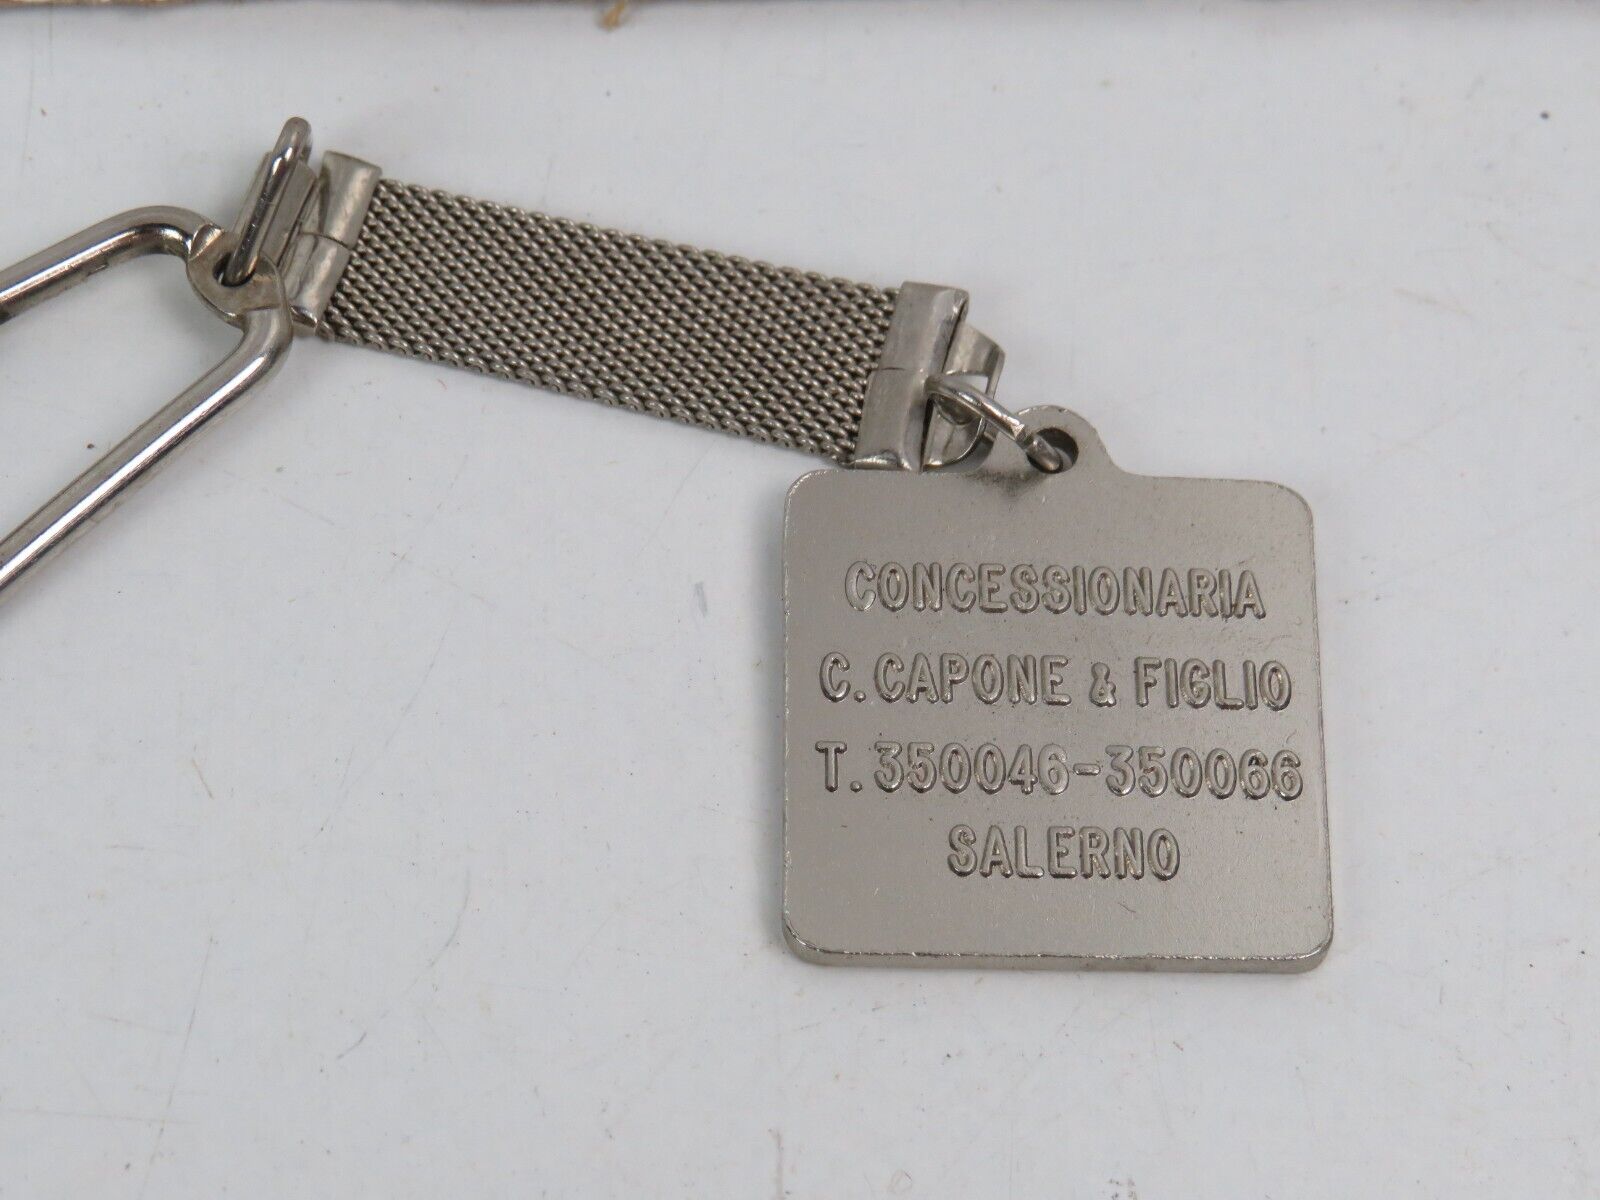 CONCESSIONARIA
C. CAPONE & FIGLIO
T. 350046-350066
SALERNO